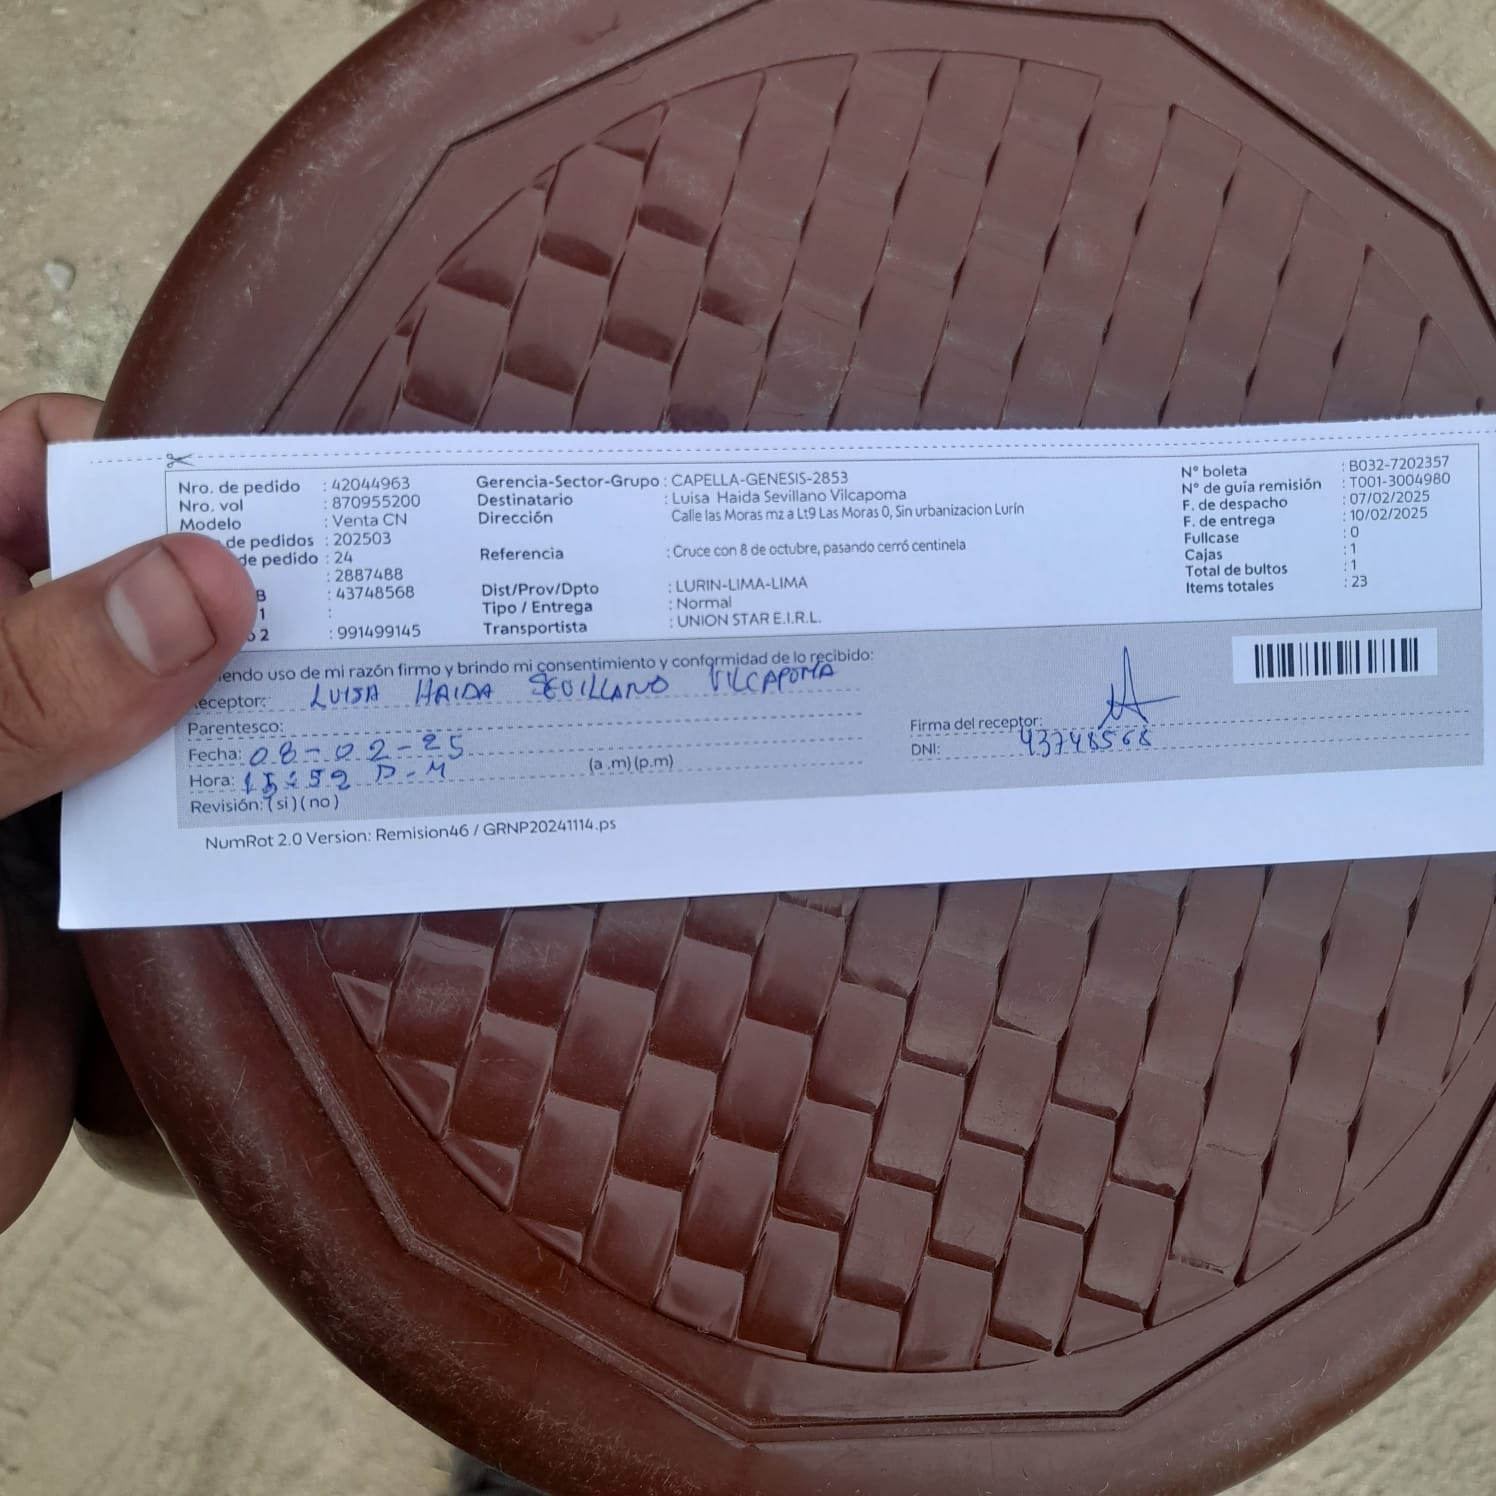 Nro. de pedido : 42044963
Nro. vol : 870955200
Modelo : Venta CN
de pedidos : 202503
de pedido : 24
: 2887488
B : 43748568
1 :
o 2 : 991499145
Gerencia-Sector-Grupo : CAPELLA-GENESIS-2853
Destinatario : Luisa Haida Sevillano Vilcapoma
Dirección Calle las Moras mz a Lt9 Las Moras 0, Sin urbanizacion Lurín
Referencia : Cruce con 8 de octubre, pasando cerró centinela
Dist/Prov/Dpto : LURIN-LIMA-LIMA
Tipo / Entrega : Normal
Transportista : UNION STAR E.I.R.L.
N° boleta : B032-7202357
N° de guía remisión : T001-3004980
F. de despacho : 07/02/2025
F. de entrega : 10/02/2025
Fullcase : 0
Cajas : 1
Total de bultos : 1
Items totales : 23
iendo uso de mi razón firmo y brindo mi consentimiento y conformidad de lo recibido:
eceptor: LUISA HAIDA SEVILLANO VILCAPOMA
Parentesco:
Fecha: 08-02-25
Hora: 15:52 P.M (a .m) (p.m)
Revisión: ( si ) ( no )
Firma del receptor:
DNI: 43748568
NumRot 2.0 Version: Remision46 / GRNP20241114.ps